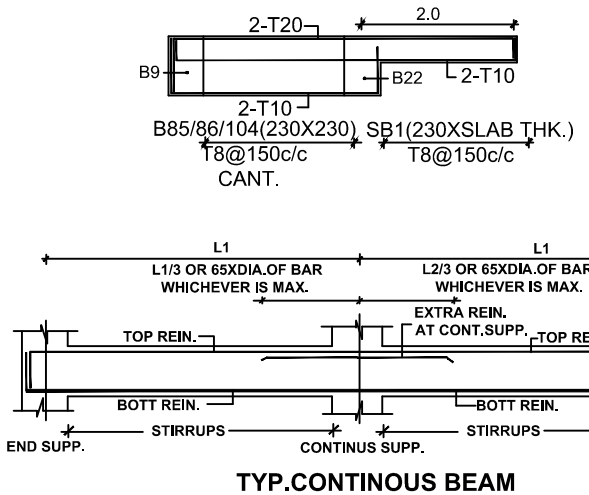 2.0
2-T20
B9
B22
2-T10
2-T10
B85/86/104(230X230) SB1(230XSLAB THK.)
T8@150c/c T8@150c/c
CANT.
L1 L1
L1/3 OR 65XDIA.OF BAR L2/3 OR 65XDIA.OF BAR
WHICHEVER IS MAX. WHICHEVER IS MAX.
EXTRA REIN.
TOP REIN. AT CONT.SUPP. TOP RE
BOTT REIN. BOTT REIN.
STIRRUPS STIRRUPS
END SUPP. CONTINUS SUPP.
TYP.CONTINOUS BEAM